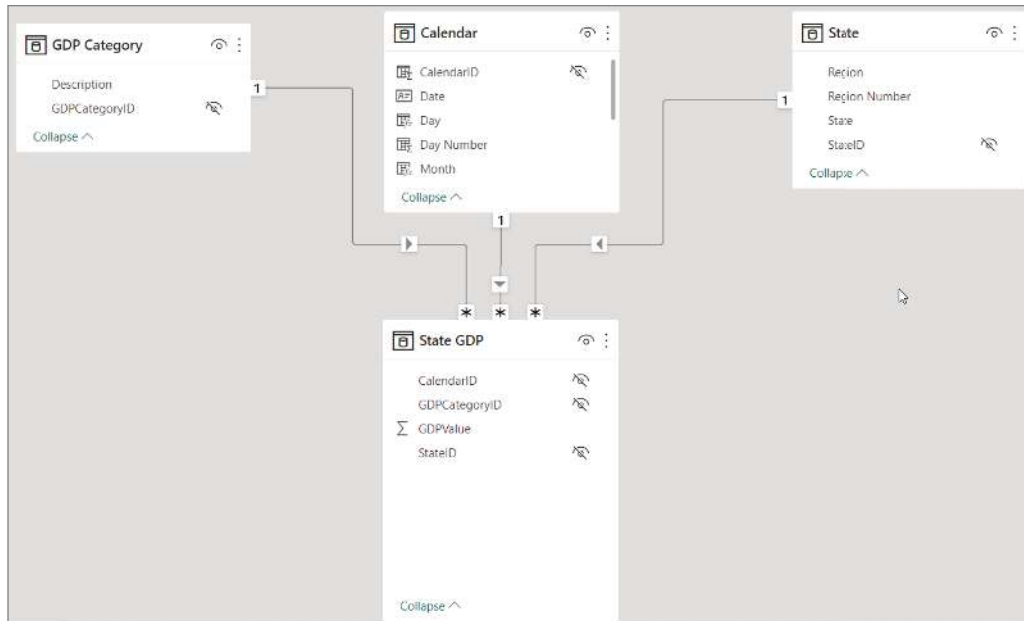 GDP Category
Description
GDPCategoryID
Collapse
1
Calendar
CalendarID
Date
Day
Day Number
Month
Collapse
1
State
Region
Region Number
State
StateID
Collapse
1
* * *
State GDP
CalendarID
GDPCategoryID
Σ GDPValue
StateID
Collapse